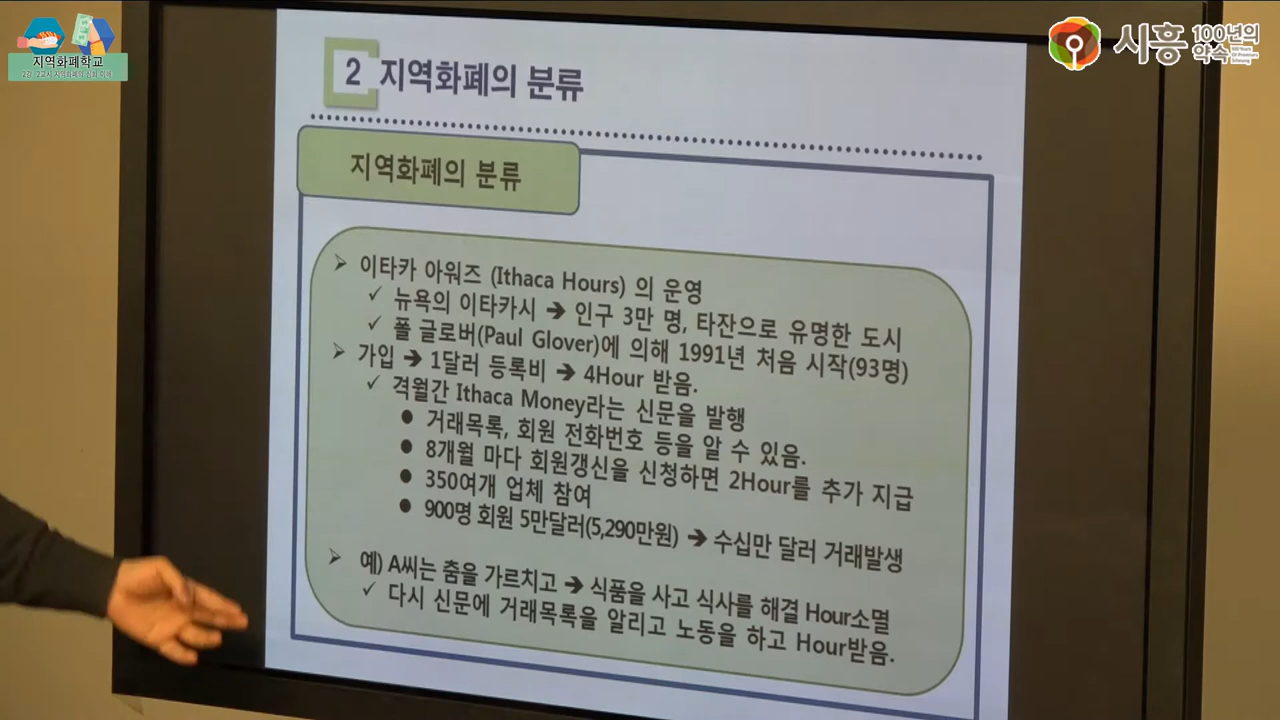 지역화폐학교
시흥 100년의 약속
2 지역화폐의 분류
지역화폐의 분류
➢ 이타카 아워즈 (Ithaca Hours) 의 운영
✓ 뉴욕의 이타카시 ➔ 인구 3만 명, 타잔으로 유명한 도시
✓ 폴 글로버(Paul Glover)에 의해 1991년 처음 시작(93명)
➢ 가입 ➔ 1달러 등록비 ➔ 4Hour 받음.
✓ 격월간 Ithaca Money라는 신문을 발행
● 거래목록, 회원 전화번호 등을 알 수 있음.
● 8개월 마다 회원갱신을 신청하면 2Hour를 추가 지급
● 350여개 업체 참여
● 900명 회원 5만달러(5,290만원) ➔ 수십만 달러 거래발생
➢ 예) A씨는 춤을 가르치고 ➔ 식품을 사고 식사를 해결 Hour소멸
✓ 다시 신문에 거래목록을 알리고 노동을 하고 Hour받음.